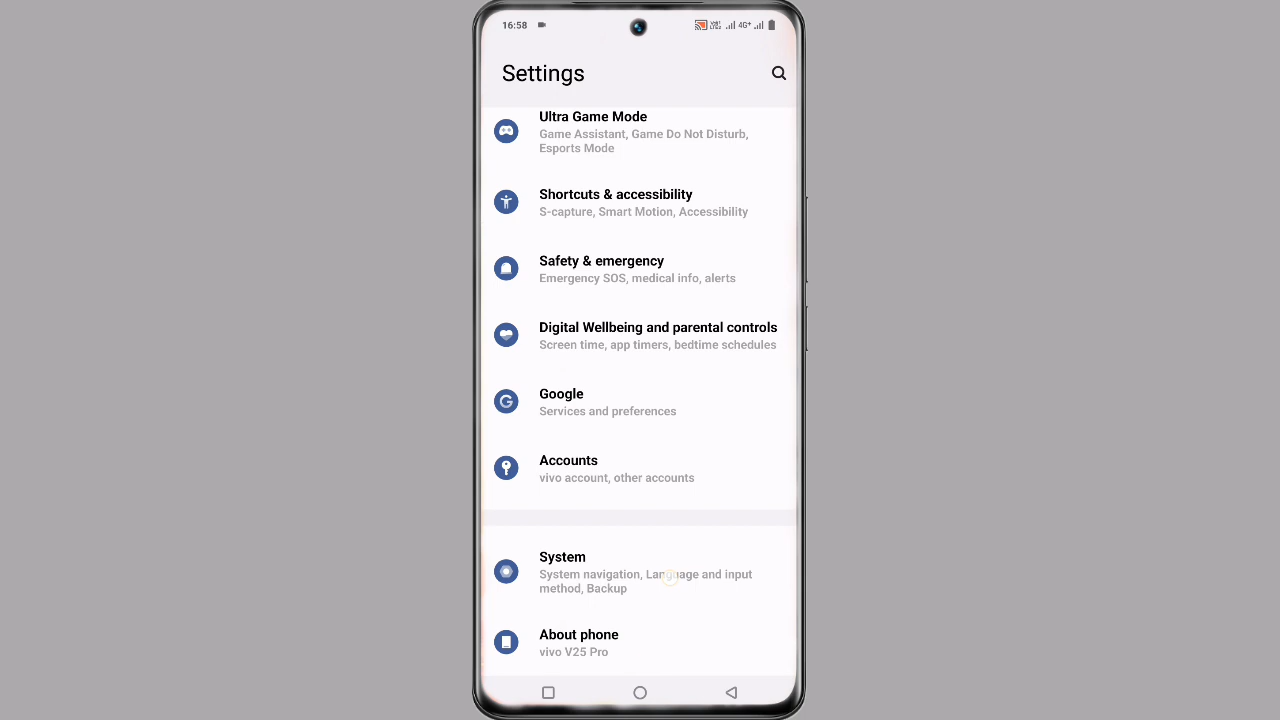 16:58
4G+
Settings
Ultra Game Mode
Game Assistant, Game Do Not Disturb,
Esports Mode
Shortcuts & accessibility
S-capture, Smart Motion, Accessibility
Safety & emergency
Emergency SOS, medical info, alerts
Digital Wellbeing and parental controls
Screen time, app timers, bedtime schedules
Google
Services and preferences
Accounts
vivo account, other accounts
System
System navigation, Language and input
method, Backup
About phone
vivo V25 Pro